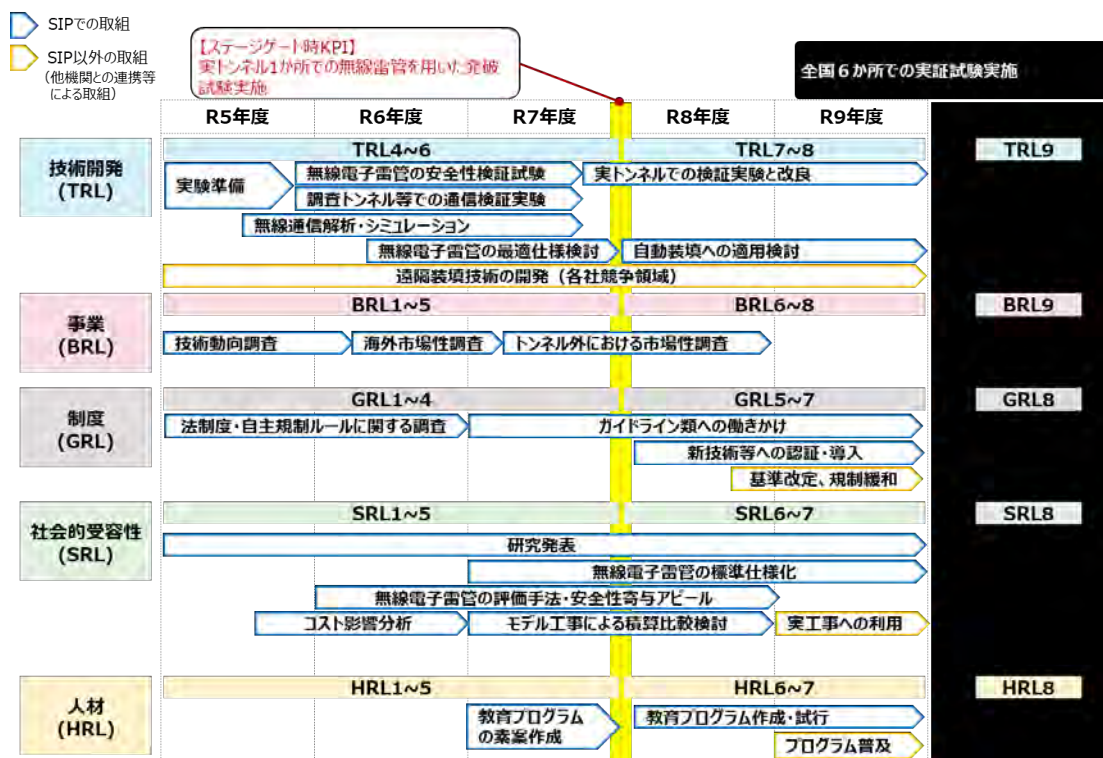 SIPでの取組
SIP以外の取組
(他機関との連携等
による取組)
【ステージゲート時KPI】
実トンネル1か所での無線雷管を用いた発破
試験実施
全国６か所での実証試験実施
R5年度
R6年度
R7年度
R8年度
R9年度
技術開発
(TRL)
TRL4~6
TRL7~8
TRL9
実験準備
無線電子雷管の安全性検証試験
実トンネルでの検証実験と改良
調査トンネル等での通信検証実験
無線通信解析・シミュレーション
無線電子雷管の最適仕様検討
自動装填への適用検討
遠隔装填技術の開発（各社競争領域）
事業
(BRL)
BRL1~5
BRL6~8
BRL9
技術動向調査
海外市場性調査
トンネル外における市場性調査
制度
(GRL)
GRL1~4
GRL5~7
GRL8
法制度・自主規制ルールに関する調査
ガイドライン類への働きかけ
新技術等への認証・導入
基準改定、規制緩和
社会的受容性
(SRL)
SRL1~5
SRL6~7
SRL8
研究発表
無線電子雷管の標準仕様化
無線電子雷管の評価手法・安全性寄与アピール
コスト影響分析
モデル工事による積算比較検討
実工事への利用
人材
(HRL)
HRL1~5
HRL6~7
HRL8
教育プログラム
の素案作成
教育プログラム作成・試行
プログラム普及